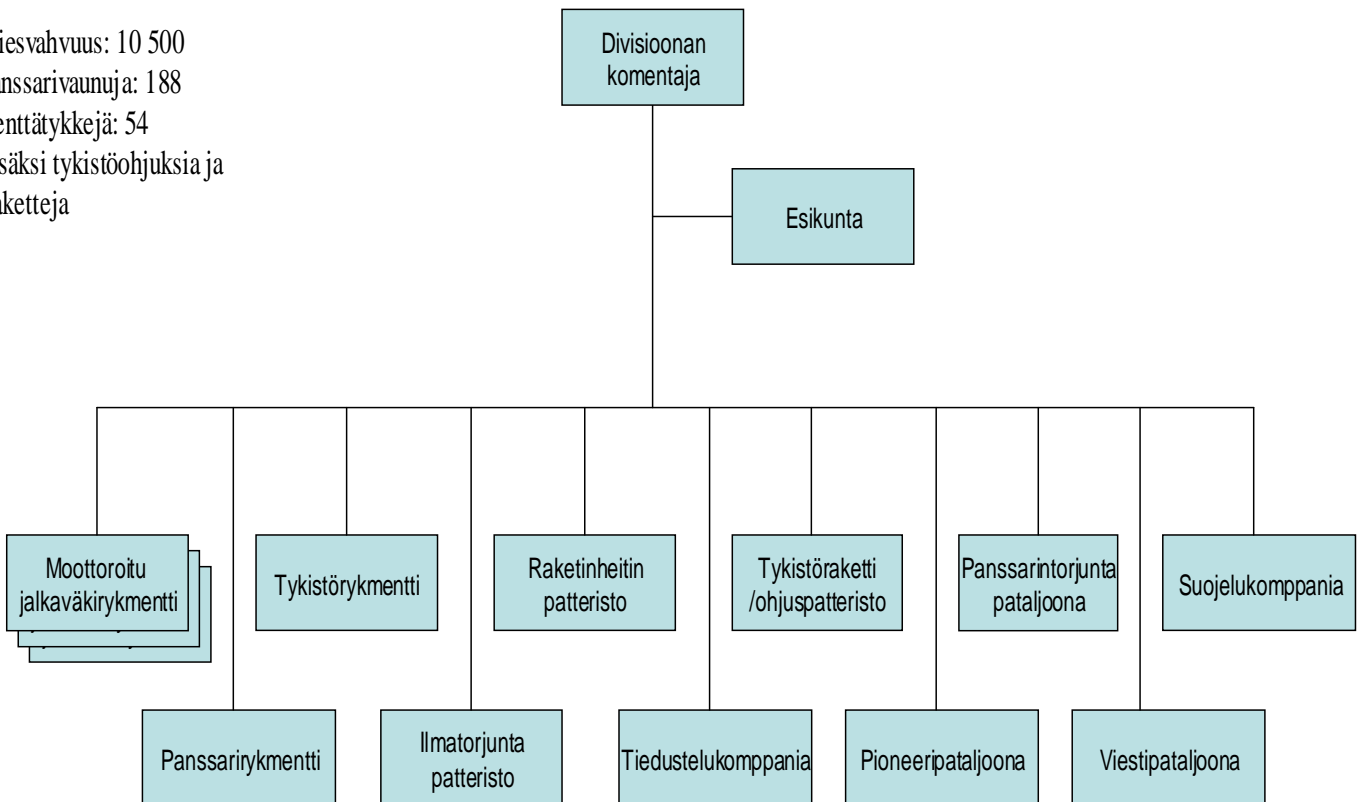 iesvahvuus: 10 500
anssarivaunuja: 188
enttätykkejä: 54
säksi tykistöohjuksia ja
aketteja
Divisioonan
komentaja
Esikunta
Moottoroitu
jalkaväkirykmentti
Tykistörykmentti
Raketinheitin
patteristo
Tykistöraketti
/ohjuspatteristo
Panssarintorjunta
pataljoona
Suojelukomppania
Panssarirykmentti
Ilmatorjunta
patteristo
Tiedustelukomppania
Pioneeripataljoona
Viestipataljoona